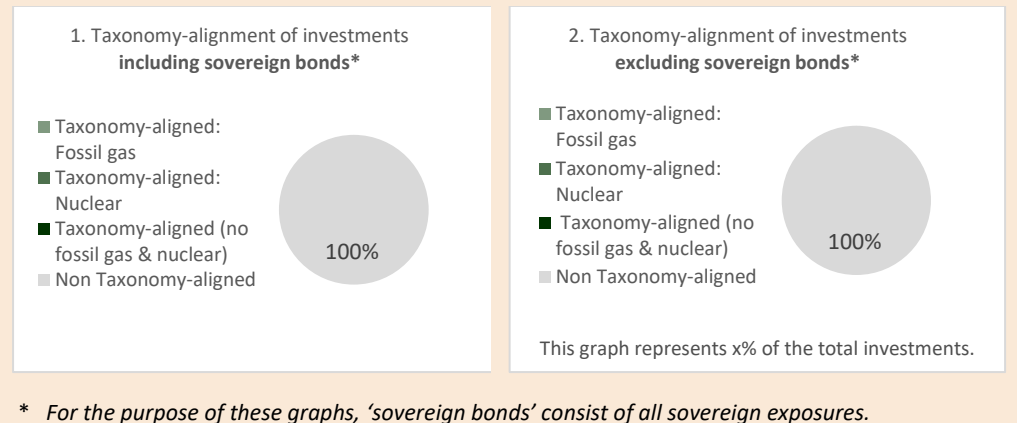 1. Taxonomy-alignment of investments
including sovereign bonds*
Taxonomy-aligned:
Fossil gas
Taxonomy-aligned:
Nuclear
Taxonomy-aligned (no
fossil gas & nuclear)
Non Taxonomy-aligned
100%
2. Taxonomy-alignment of investments
excluding sovereign bonds*
Taxonomy-aligned:
Fossil gas
Taxonomy-aligned:
Nuclear
Taxonomy-aligned (no
fossil gas & nuclear)
Non Taxonomy-aligned
100%
This graph represents x% of the total investments.
* For the purpose of these graphs, ‘sovereign bonds’ consist of all sovereign exposures.